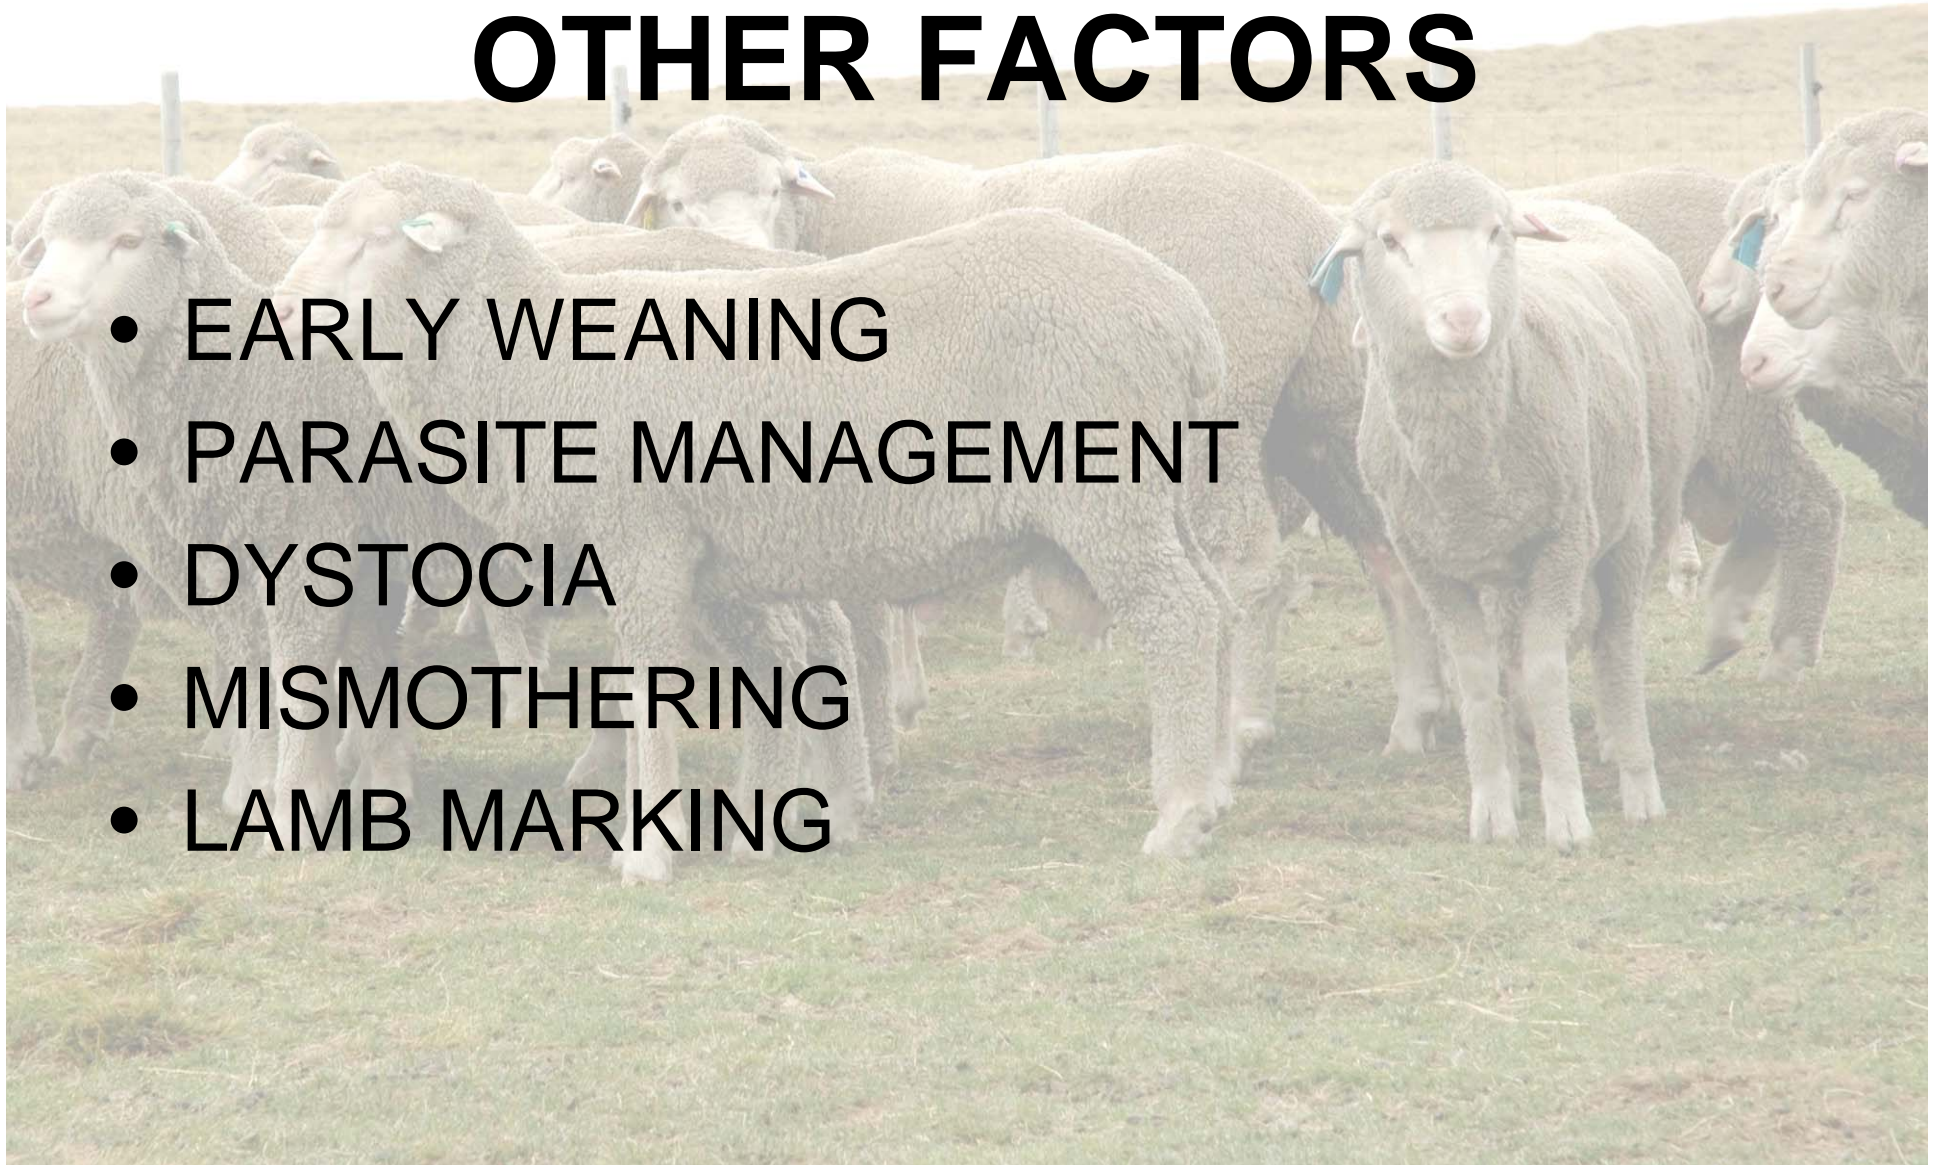 OTHER FACTORS
• EARLY WEANING
• PARASITE MANAGEMENT
• DYSTOCIA
• MISMOTHERING
• LAMB MARKING